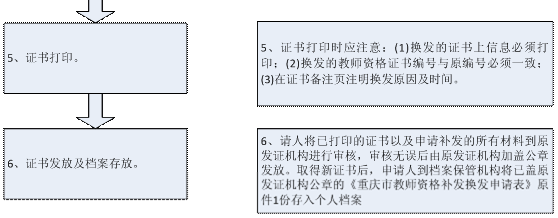 5、证书打印。
5、证书打印时应注意：(1)换发的证书上信息必须打
印；(2)换发的教师资格证书编号与原编号必须一致；
(3)在证书备注页注明换发原因及时间。
6、证书发放及档案存放。
6、请人将已打印的证书以及申请补发的所有材料到原
发证机构进行审核，审核无误后由原发证机构加盖公章
发放。取得新证书后，申请人到档案保管机构将已盖原
发证机构公章的《重庆市教师资格补发换发申请表》原
件1份存入个人档案